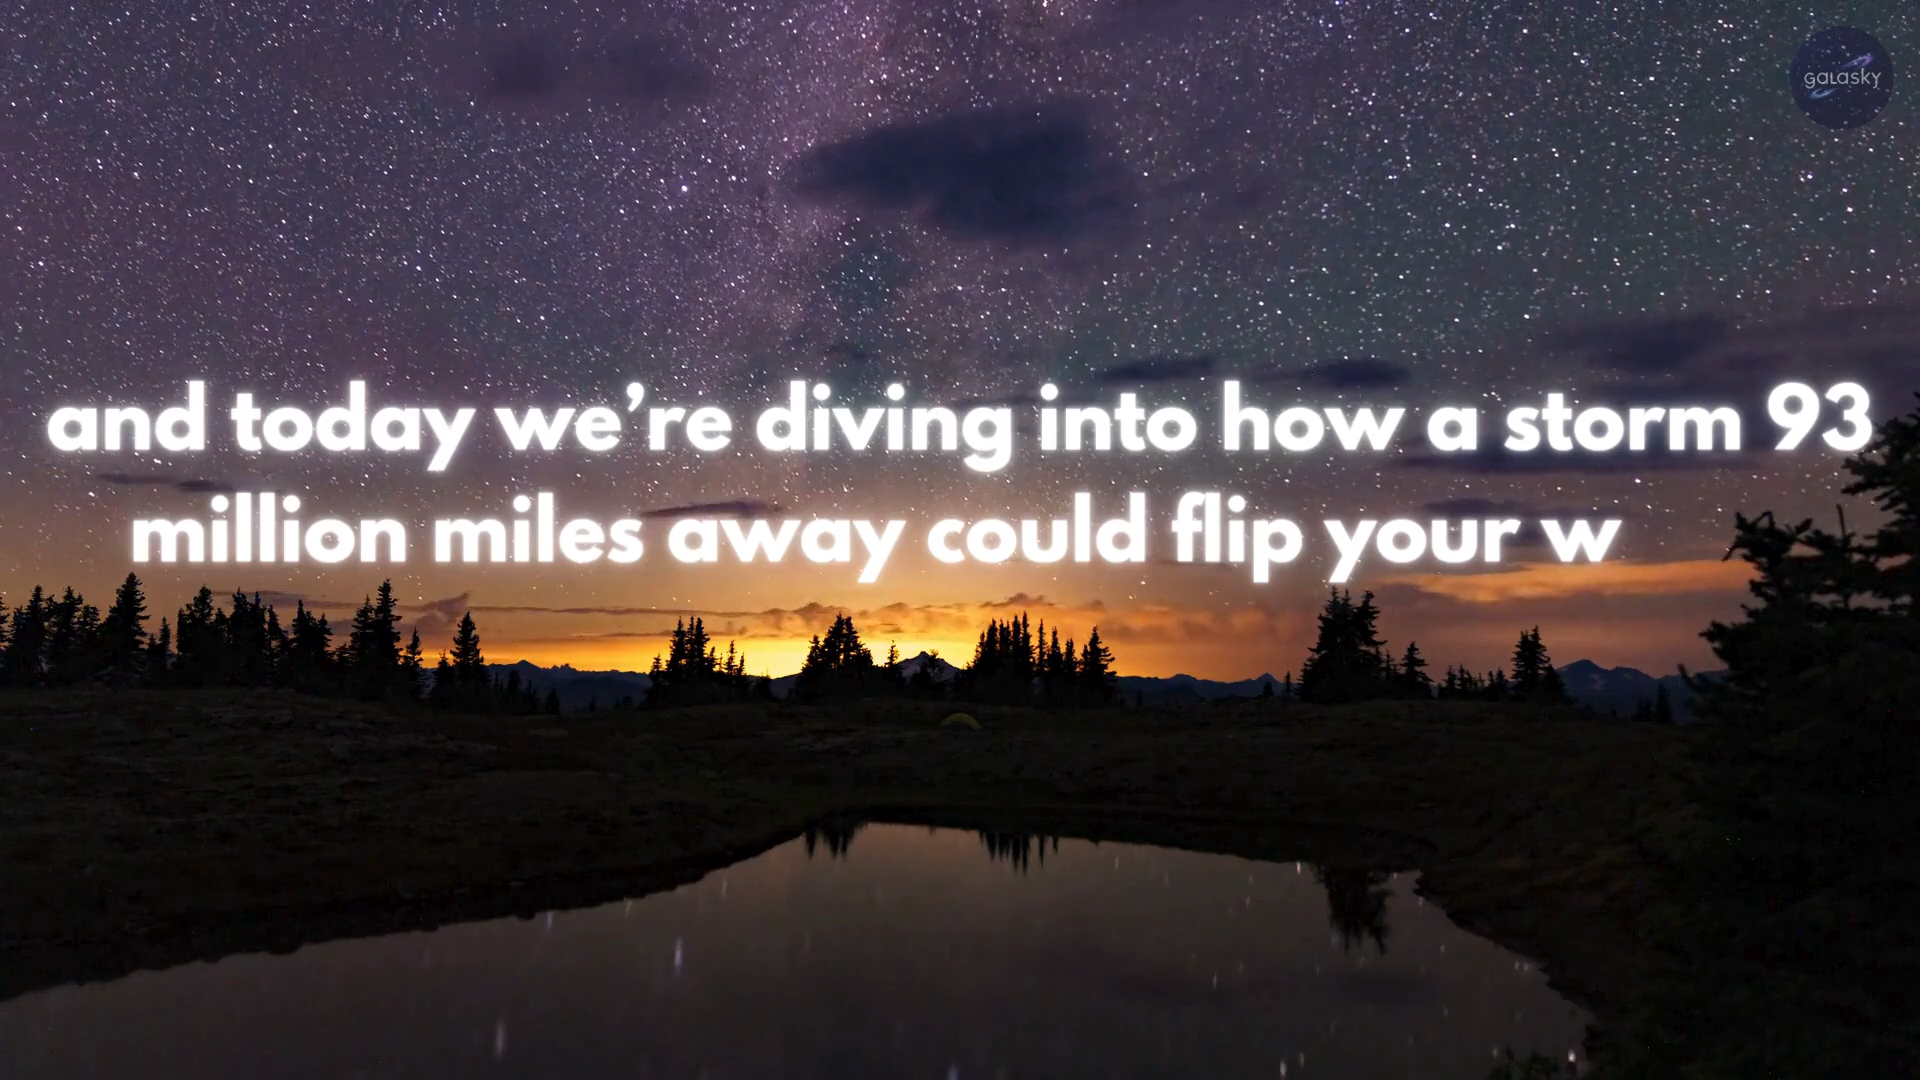 galasky
and today we’re diving into how a storm 93
million miles away could flip your w